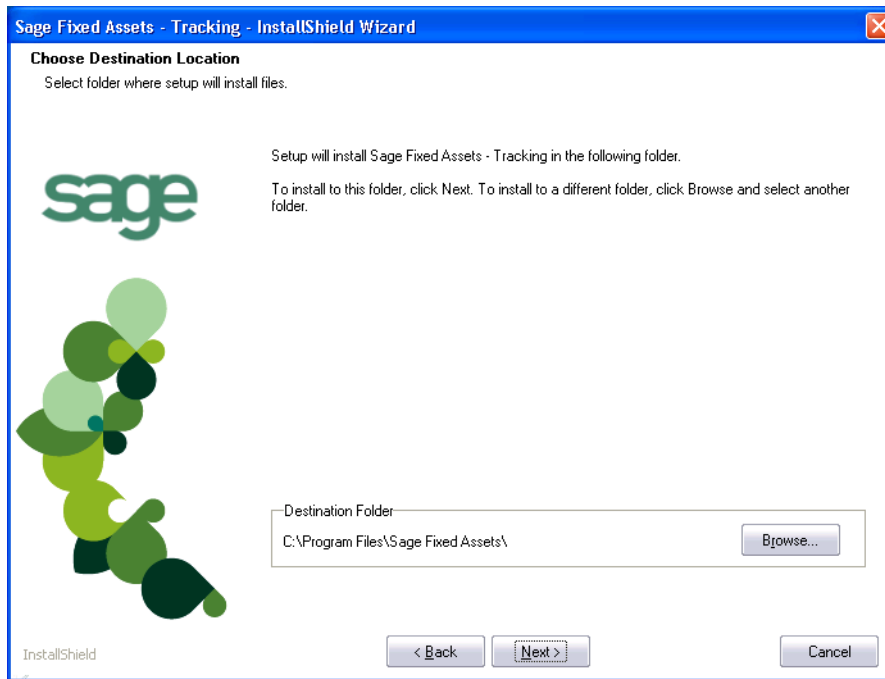 Sage Fixed Assets - Tracking - InstallShield Wizard
Choose Destination Location
Select folder where setup will install files.
sage
Setup will install Sage Fixed Assets - Tracking in the following folder.
To install to this folder, click Next. To install to a different folder, click Browse and select another
folder.
Destination Folder
C:\Program Files\Sage Fixed Assets\
Browse...
InstallShield
< Back
Next >
Cancel